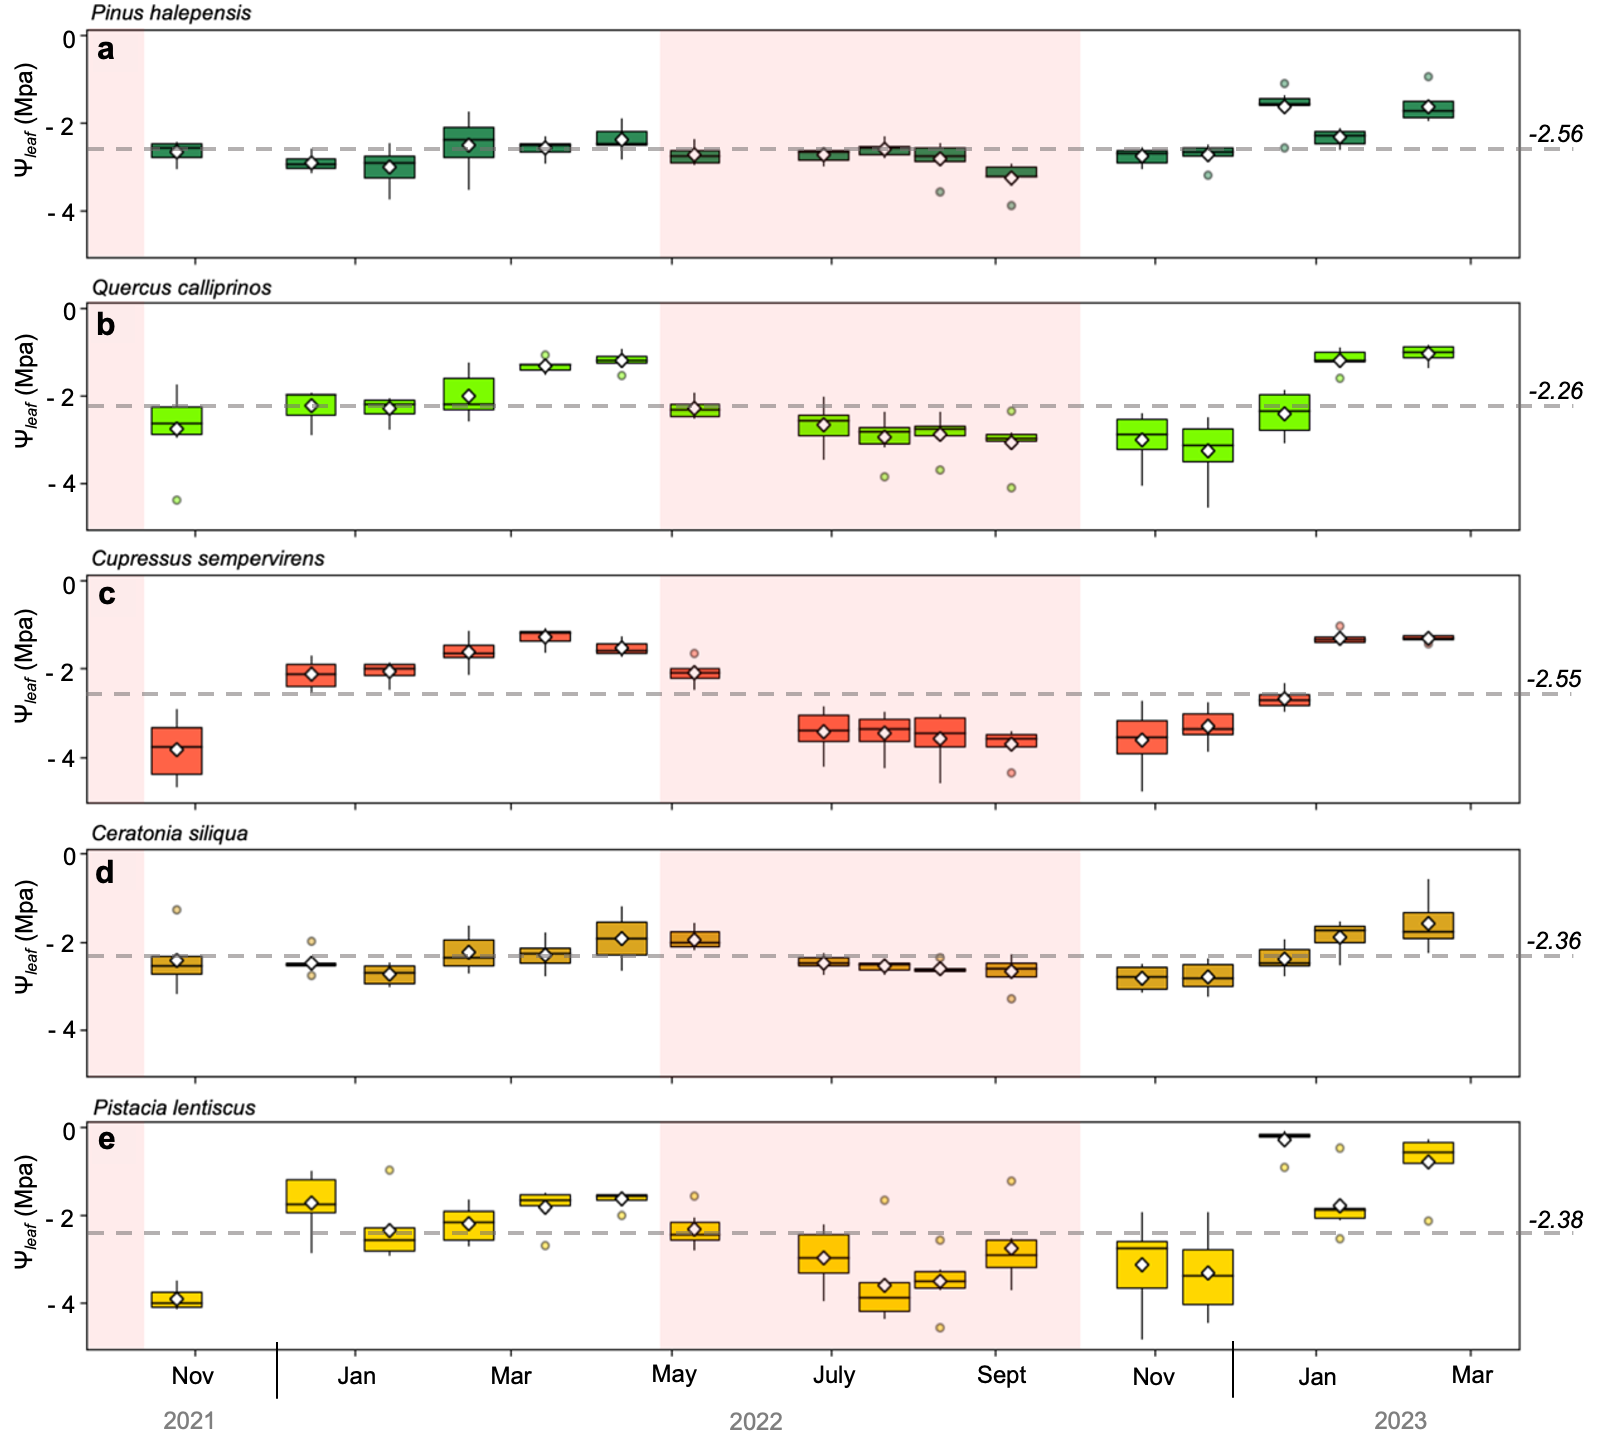 Pinus halepensis
a
0
- 2
- 4
Ψleaf (Mpa)
-2.56
Quercus calliprinos
b
0
- 2
- 4
Ψleaf (Mpa)
-2.26
Cupressus sempervirens
c
0
- 2
- 4
Ψleaf (Mpa)
-2.55
Ceratonia siliqua
d
0
- 2
- 4
Ψleaf (Mpa)
-2.36
Pistacia lentiscus
e
0
- 2
- 4
Ψleaf (Mpa)
-2.38
Nov Jan Mar May July Sept Nov Jan Mar
2021 2022 2023